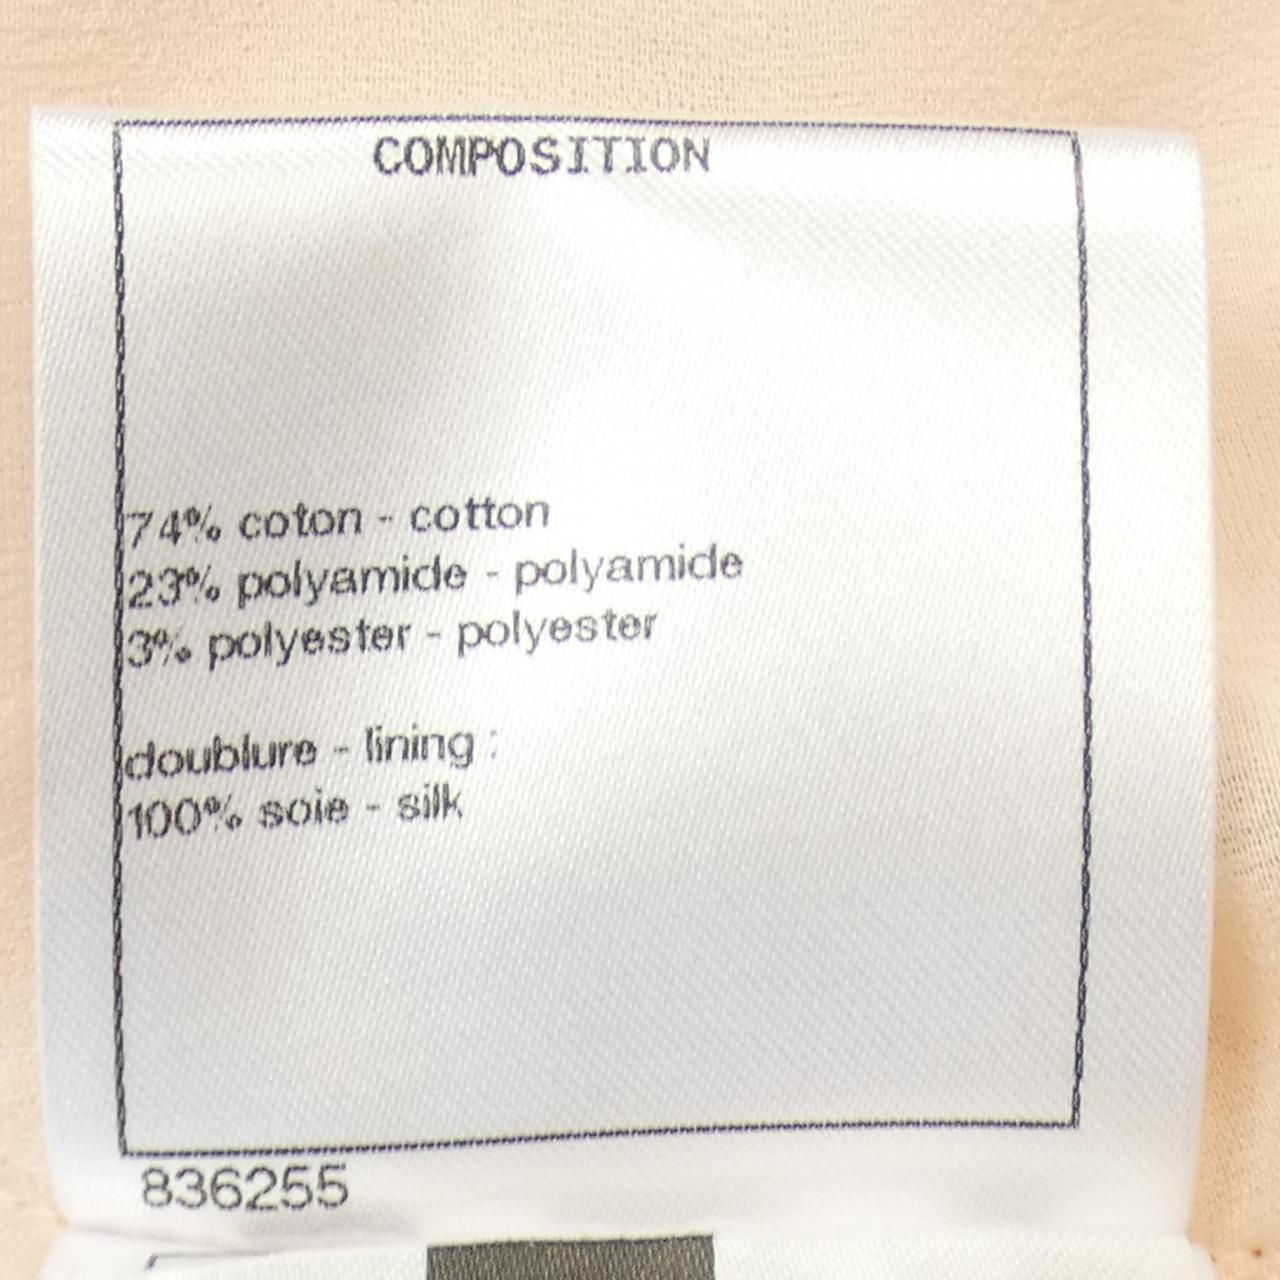 COMPOSITION
74% coton - cotton
23% polyamide - polyamide
3% polyester - polyester
doublure - lining :
100% soie - silk
836255